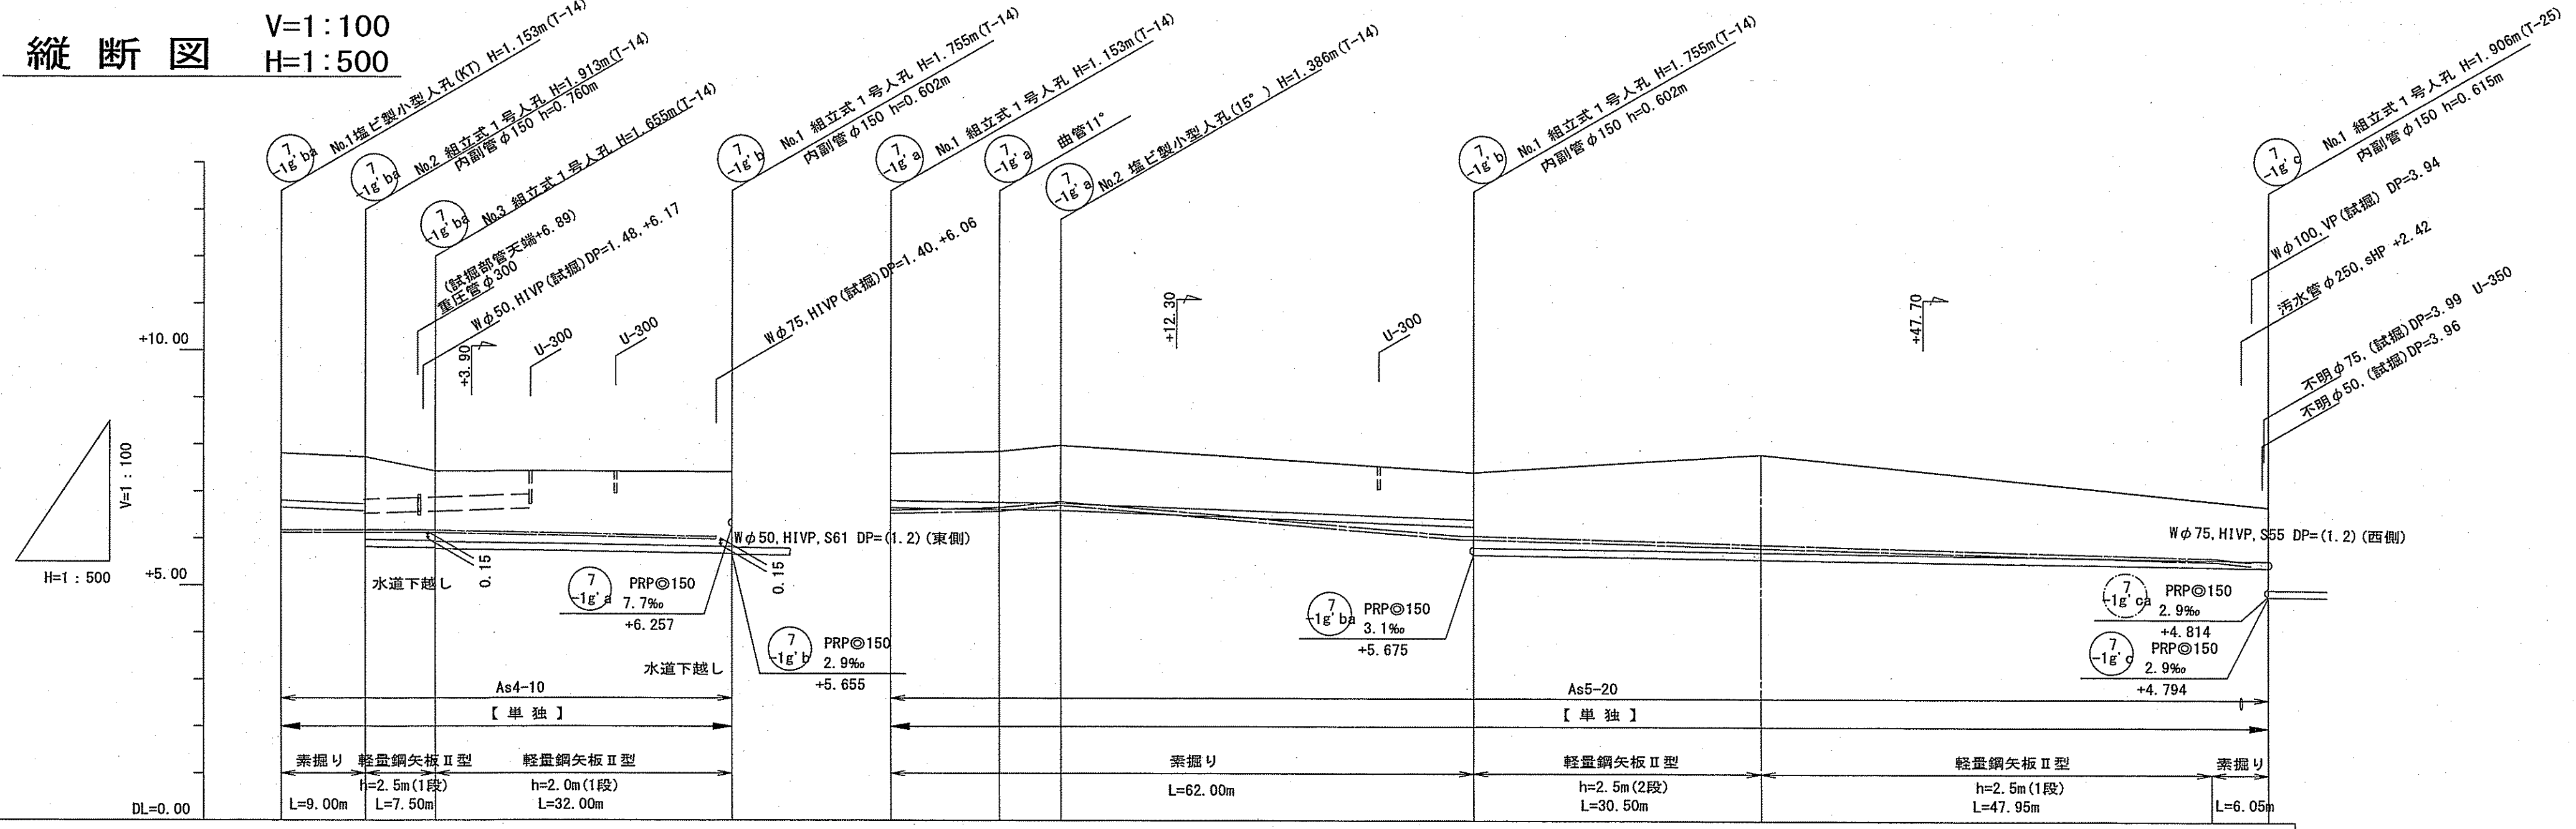 縦断図
V=1:100
H=1:500
7
-1g'ba
No.1塩ビ製小型人孔(KT) H=1.153m(T-14)
7
-1g'ba
No.2 組立式1号人孔 H=1.913m(T-14)
内副管φ150 h=0.760m
7
-1g'ba
No.3 組立式1号人孔 H=1.655m(T-14)
(試掘部管天端+6.89)
重圧管φ300
Wφ50,HIVP(試掘)DP=1.48,+6.17
+3.90
U-300
U-300
7
-1g'b
No.1 組立式1号人孔 H=1.755m(T-14)
内副管φ150 h=0.602m
Wφ75,HIVP(試掘)DP=1.40,+6.06
7
-1g'a
No.1 組立式1号人孔 H=1.153m(T-14)
7
-1g'a
曲管11°
7
-1g'a
No.2 塩ビ製小型人孔(15°) H=1.386m(T-14)
+12.30
U-300
7
-1g'b
No.1 組立式1号人孔 H=1.755m(T-14)
内副管φ150 h=0.602m
+47.70
7
-1g'c
No.1 組立式1号人孔 H=1.906m(T-25)
内副管φ150 h=0.615m
Wφ100,VP(試掘) DP=3.94
汚水管φ250,sHP +2.42
不明φ75,(試掘)DP=3.99 U-350
不明φ50,(試掘)DP=3.96
+10.00
+5.00
DL=0.00
V=1:100
H=1:500
水道下越し
0.15
Wφ50,HIVP,S61 DP=(1.2)(東側)
0.15
7
-1g'a
PRP◎150
7.7‰
+6.257
水道下越し
7
-1g'b
PRP◎150
2.9‰
+5.655
7
-1g'ba
PRP◎150
3.1‰
+5.675
Wφ75,HIVP,S55 DP=(1.2)(西側)
7
-1g'ca
PRP◎150
2.9‰
+4.814
7
-1g'c
PRP◎150
2.9‰
+4.794
As4-10
【単独】
As5-20
【単独】
素掘り
L=9.00m
軽量鋼矢板Ⅱ型
h=2.5m(1段)
L=7.50m
軽量鋼矢板Ⅱ型
h=2.0m(1段)
L=32.00m
素掘り
L=62.00m
軽量鋼矢板Ⅱ型
h=2.5m(2段)
L=30.50m
軽量鋼矢板Ⅱ型
h=2.5m(1段)
L=47.95m
素掘り
L=6.05m